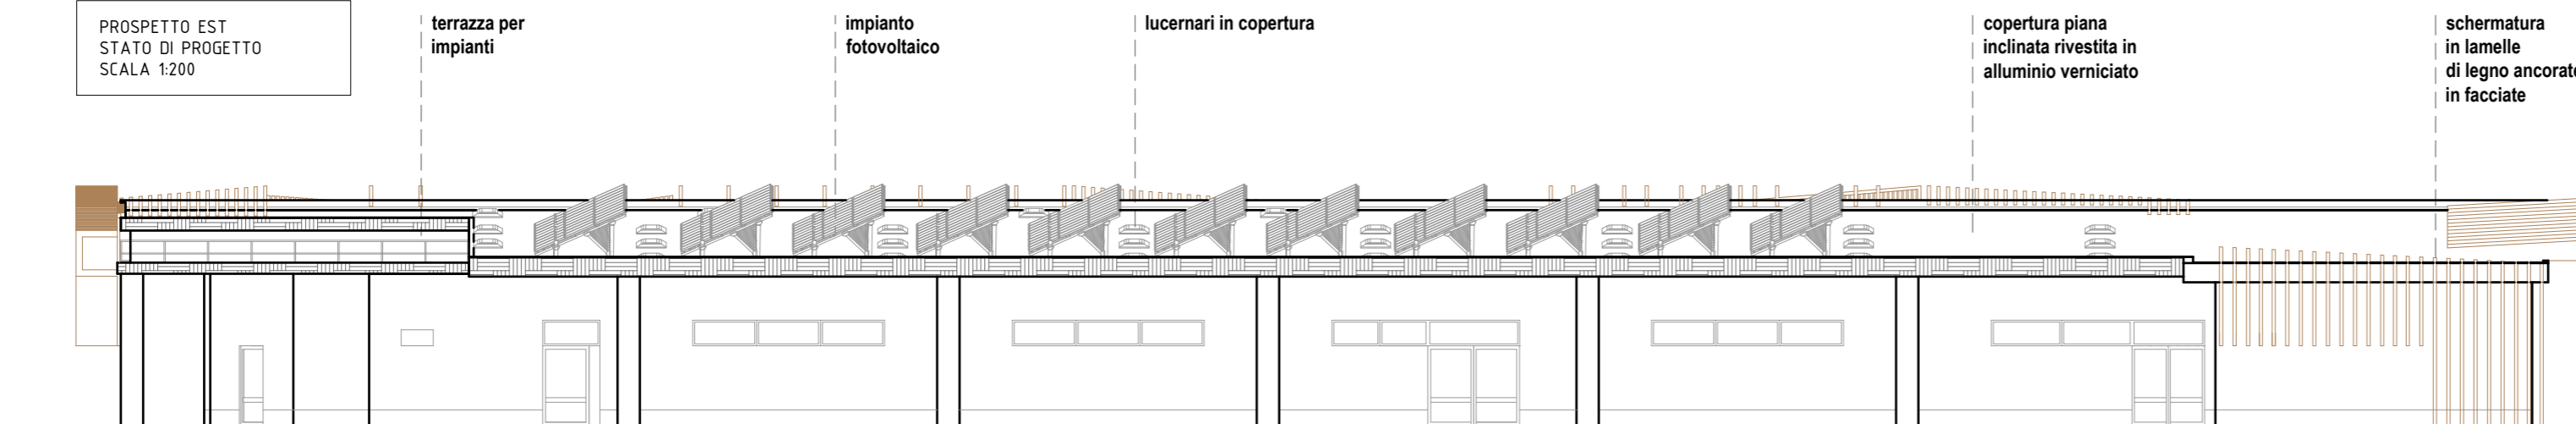 PROSPETTO EST
STATO DI PROGETTO
SCALA 1:200
terrazza per
impianti
impianto
fotovoltaico
lucernari in copertura
copertura piana
inclinata rivestita in
alluminio verniciato
schermatura
in lamelle
di legno ancorate
in facciate